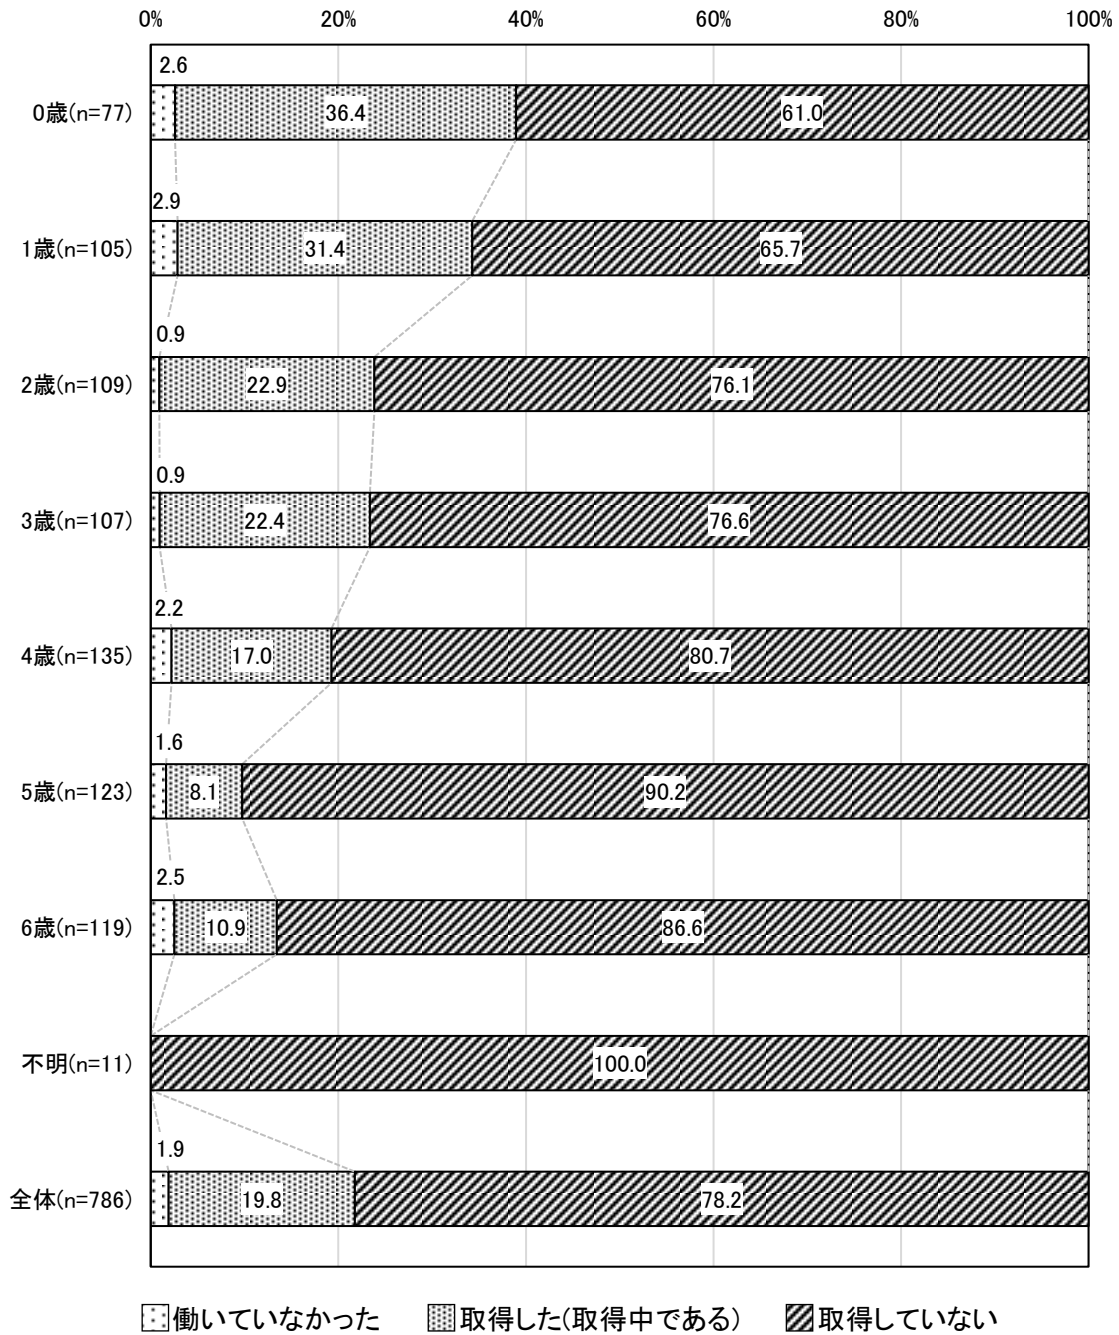 0% 20% 40% 60% 80% 100%
2.6
0歳(n=77) 36.4 61.0
2.9
1歳(n=105) 31.4 65.7
0.9
2歳(n=109) 22.9 76.1
0.9
3歳(n=107) 22.4 76.6
2.2
4歳(n=135) 17.0 80.7
1.6
5歳(n=123) 8.1 90.2
2.5
6歳(n=119) 10.9 86.6
不明(n=11) 100.0
1.9
全体(n=786) 19.8 78.2
働いていなかった 取得した(取得中である) 取得していない